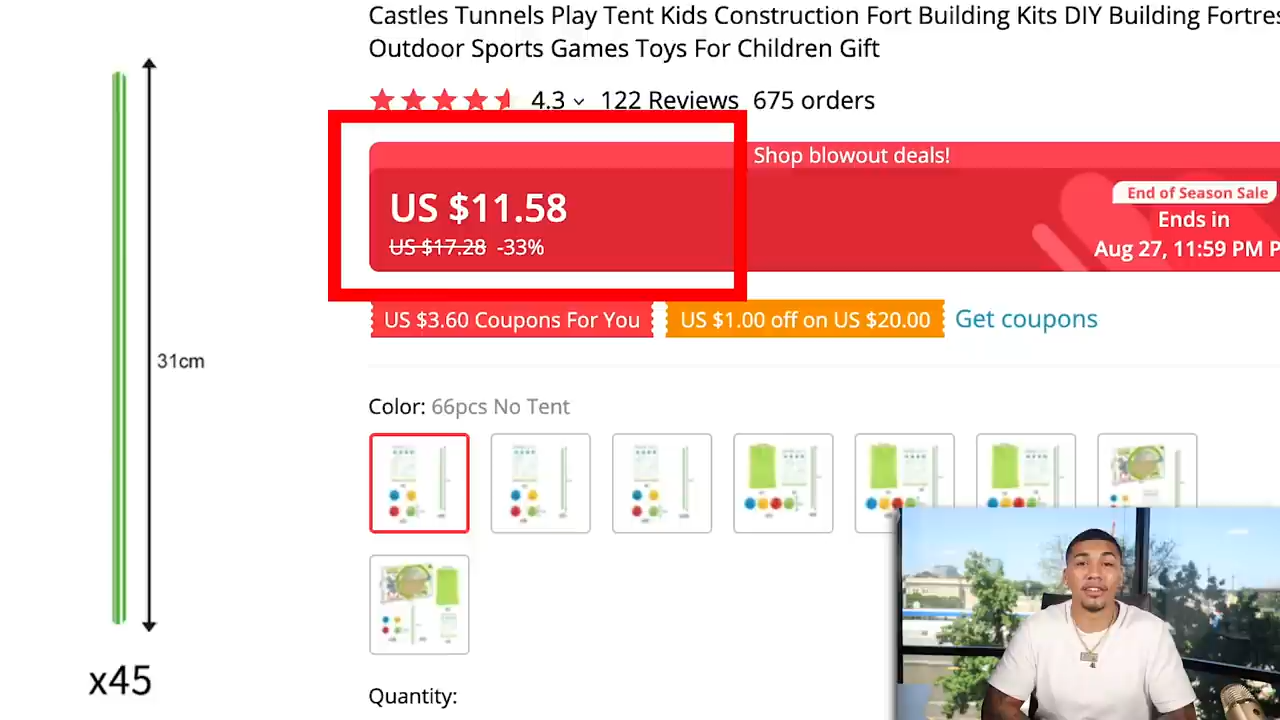 Castles Tunnels Play Tent Kids Construction Fort Building Kits DIY Building
Outdoor Sports Games Toys For Children Gift
4.3 122 Reviews 675 orders
Shop blowout deals!
US $11.58
US $17.28 -33%
End of Season Sale
Ends in
Aug 27, 11:59 PM
US $3.60 Coupons For You
US $1.00 off on US $20.00
Get coupons
31cm
Color: 66pcs No Tent
x45
Quantity: